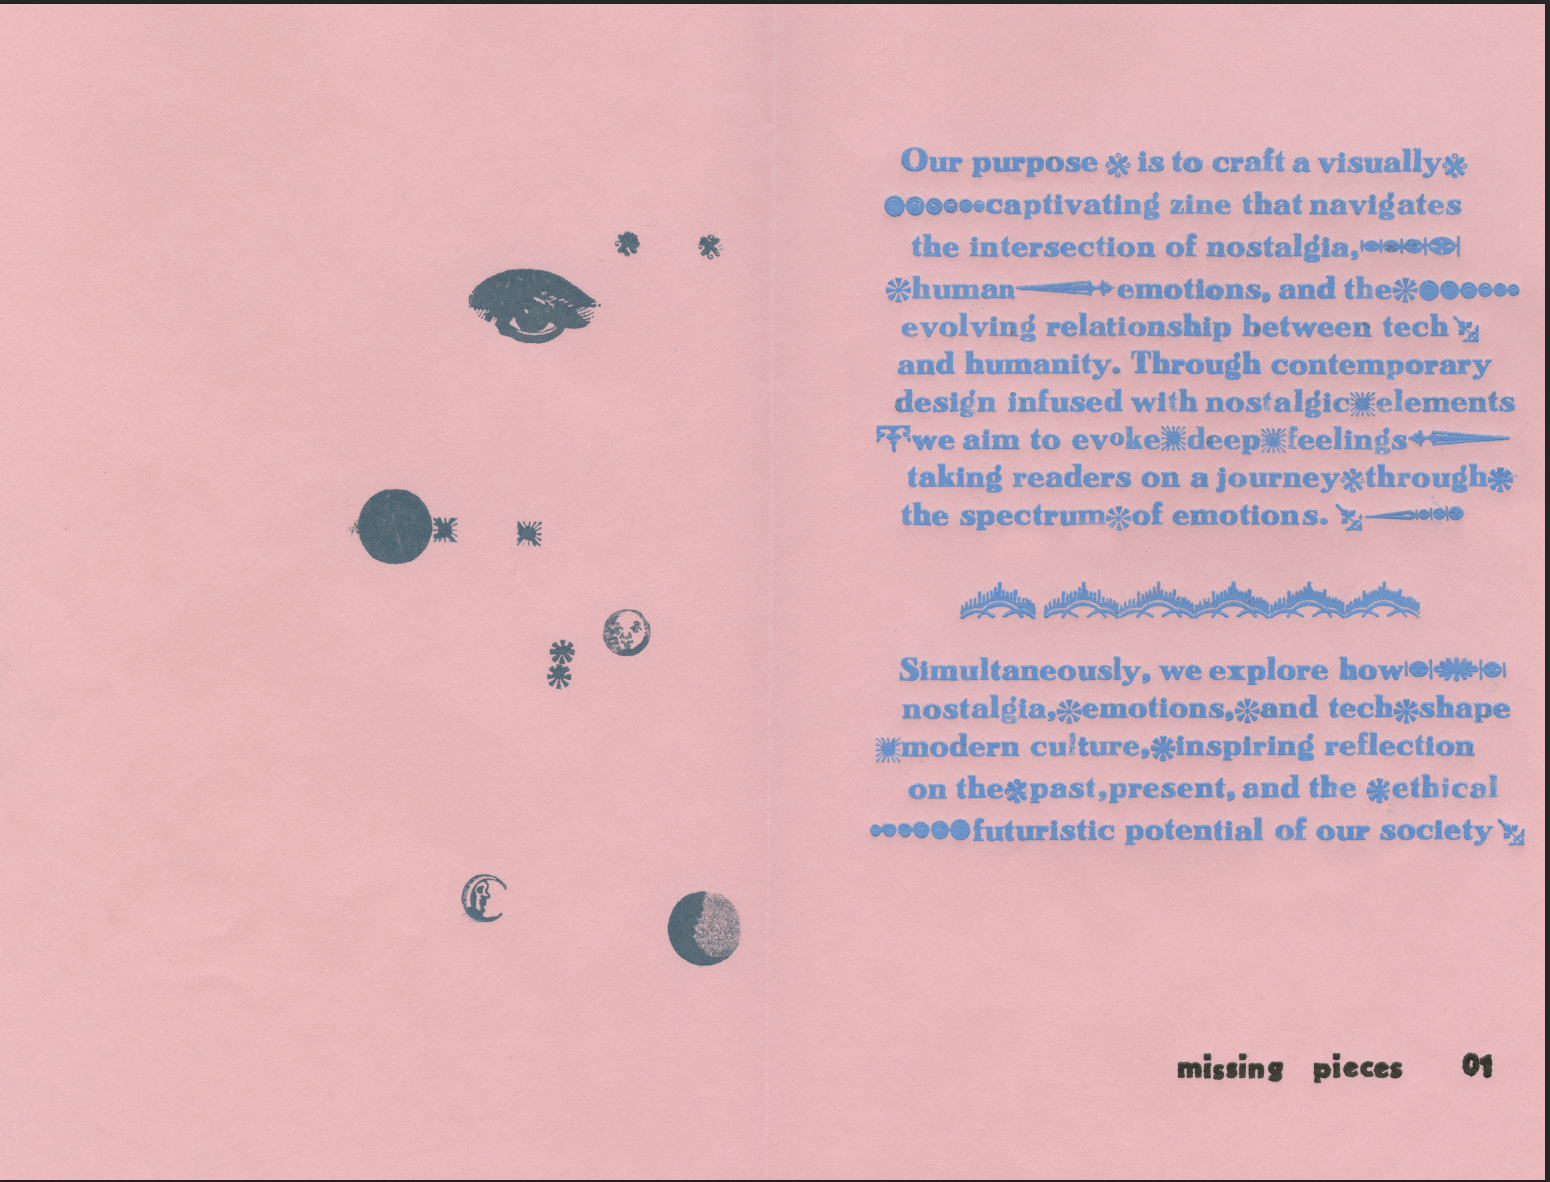 Our purpose is to craft a visually
captivating zine that navigates
the intersection of nostalgia,
human emotions, and the
evolving relationship between tech
and humanity. Through contemporary
design infused with nostalgic elements
we aim to evoke deep feelings
taking readers on a journey through
the spectrum of emotions.
Simultaneously, we explore how
nostalgia, emotions, and tech shape
modern culture, inspiring reflection
on the past, present, and the ethical
futuristic potential of our society
missing pieces 01